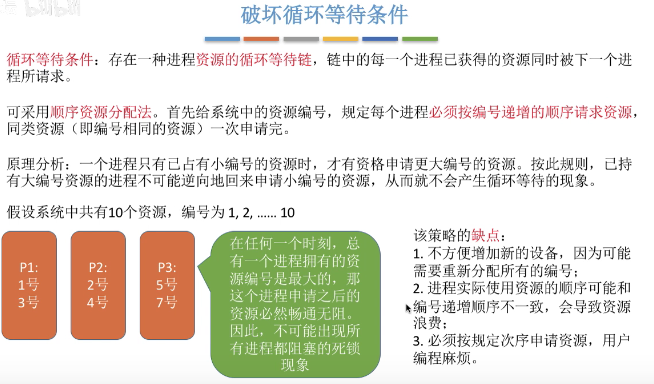 bilibili
破坏循环等待条件
循环等待条件：存在一种进程资源的循环等待链，链中的每一个进程已获得的资源同时被下一个进
程所请求。
可采用顺序资源分配法。首先给系统中的资源编号，规定每个进程必须按编号递增的顺序请求资源，
同类资源（即编号相同的资源）一次申请完。
原理分析：一个进程只有已占有小编号的资源时，才有资格申请更大编号的资源。按此规则，已持
有大编号资源的进程不可能逆向地回来申请小编号的资源，从而就不会产生循环等待的现象。
假设系统中共有10个资源，编号为 1, 2, ...... 10
P1:
1号
3号
P2:
2号
4号
P3:
5号
7号
在任何一个时刻，总
有一个进程拥有的资
源编号是最大的，那
这个进程申请之后的
资源必然畅通无阻。
因此，不可能出现所
有进程都阻塞的死锁
现象
该策略的缺点：
1. 不方便增加新的设备，因为可能
需要重新分配所有的编号；
2. 进程实际使用资源的顺序可能和
编号递增顺序不一致，会导致资源
浪费；
3. 必须按规定次序申请资源，用户
编程麻烦。